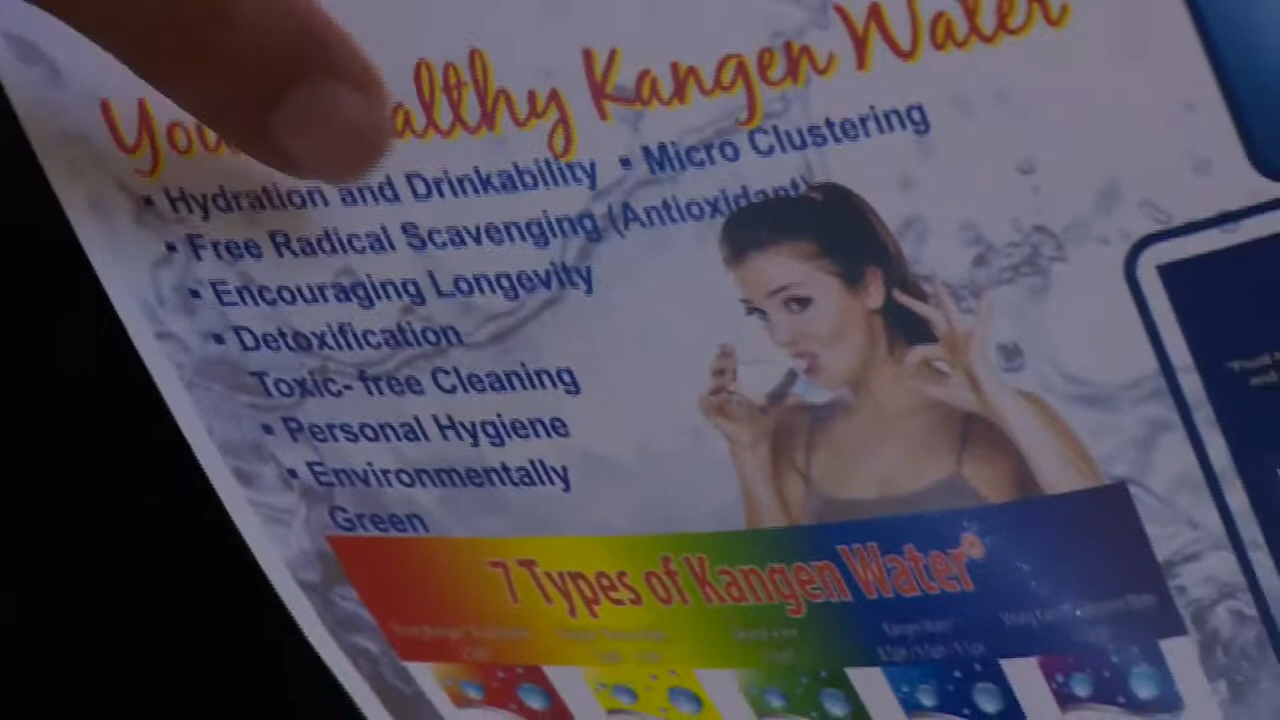 althy Kangen Water
▪ Hydration and Drinkability ▪ Micro Clustering
▪ Free Radical Scavenging (Antioxidant)
▪ Encouraging Longevity
▪ Detoxification
Toxic- free Cleaning
▪ Personal Hygiene
▪ Environmentally
Green
7 Types of Kangen Water®